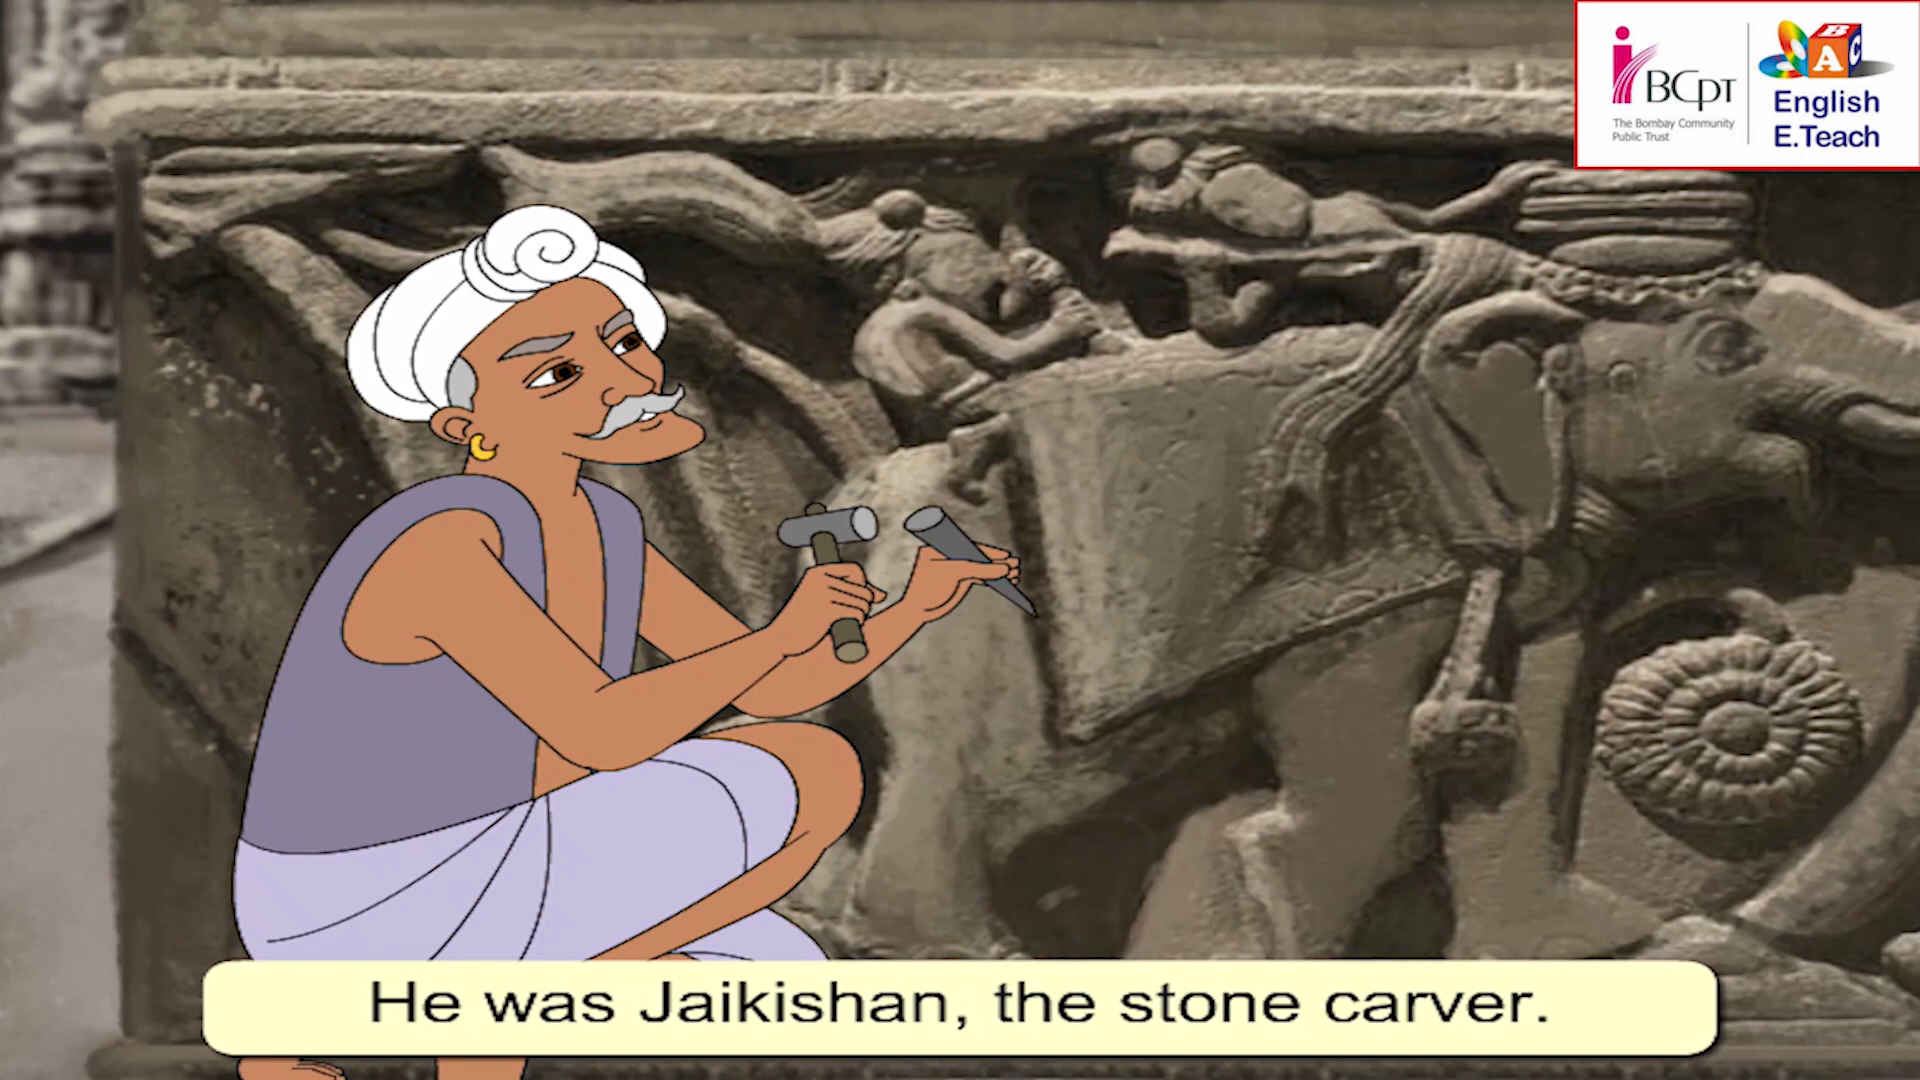 BCPT
The Bombay Community
Public Trust
B
A
C
English
E.Teach
He was Jaikishan, the stone carver.